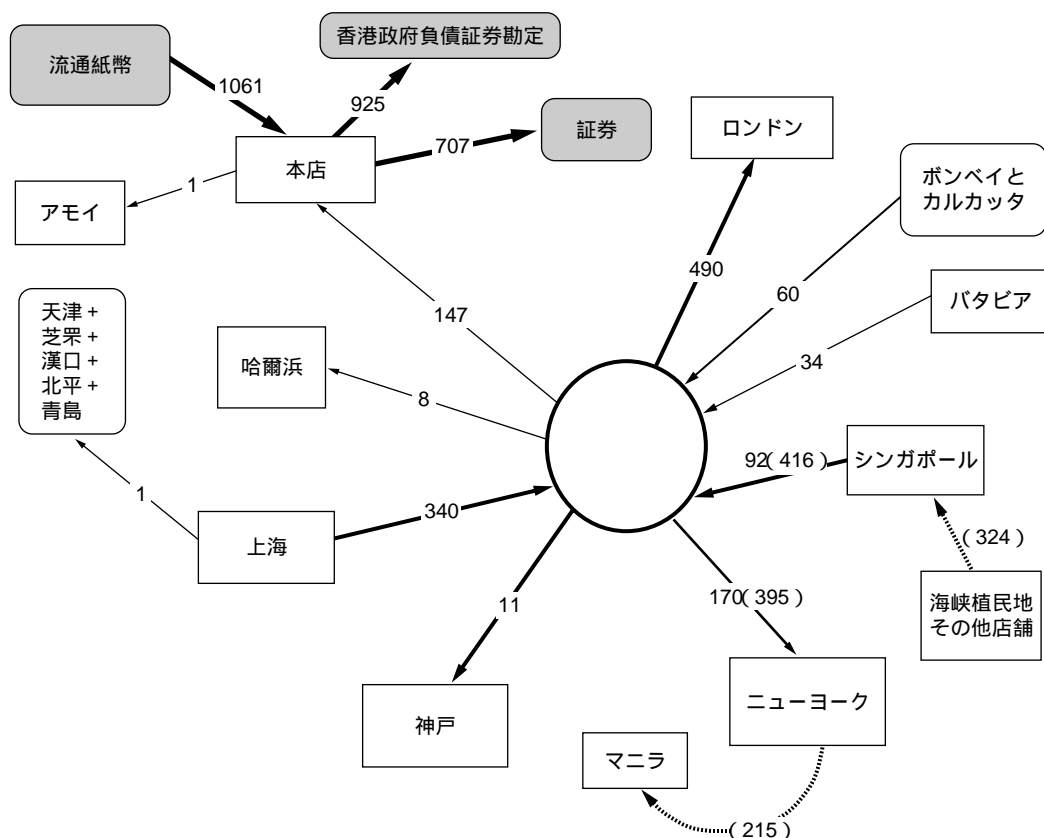 香港政府負債証券勘定
流通紙幣
1061
925
707
証券
ロンドン
本店
ボンベイと
カルカッタ
1
アモイ
490
60
バタビア
天津 +
芝罘 +
漢口 +
北平 +
青島
147
哈爾浜
8
34
92(416)
シンガポール
1
340
上海
(324)
海峡植民地
その他店舗
11
170(395)
神戸
ニューヨーク
マニラ
(215)